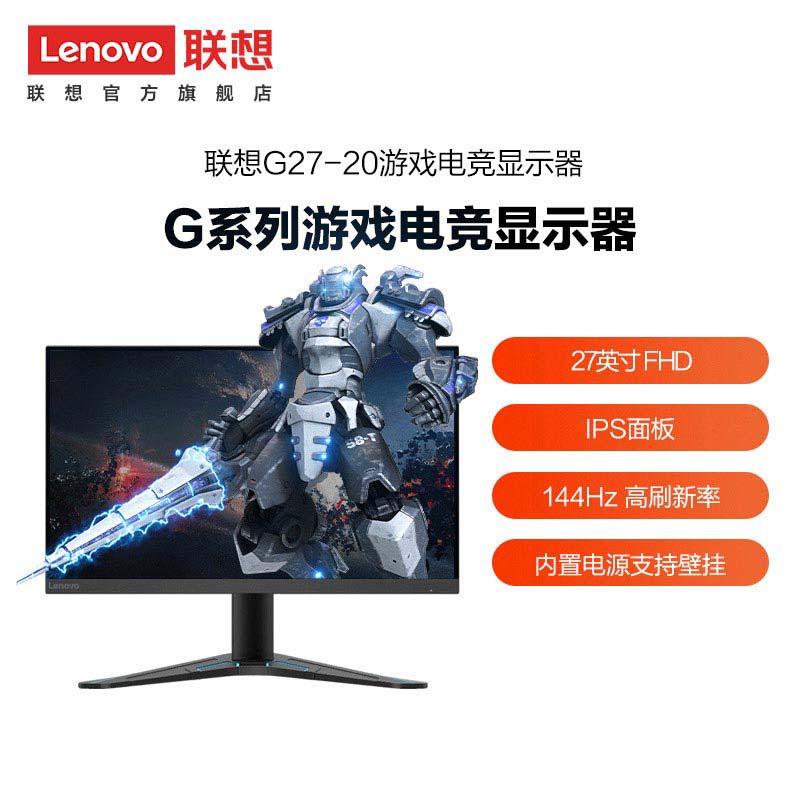 Lenovo 联想
联想官方旗舰店
联想G27-20游戏电竞显示器
G系列游戏电竞显示器
27英寸FHD
IPS面板
144Hz 高刷新率
内置电源支持壁挂
S8-T
Lenovo